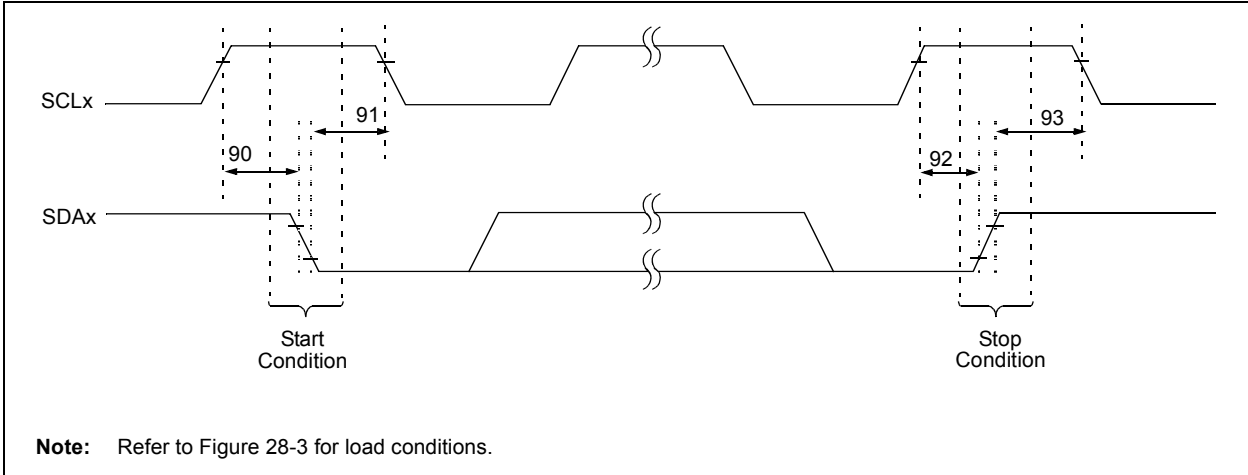 SCLx
91
93
90
92
SDAx
Start
Condition
Stop
Condition
Note: Refer to Figure 28-3 for load conditions.